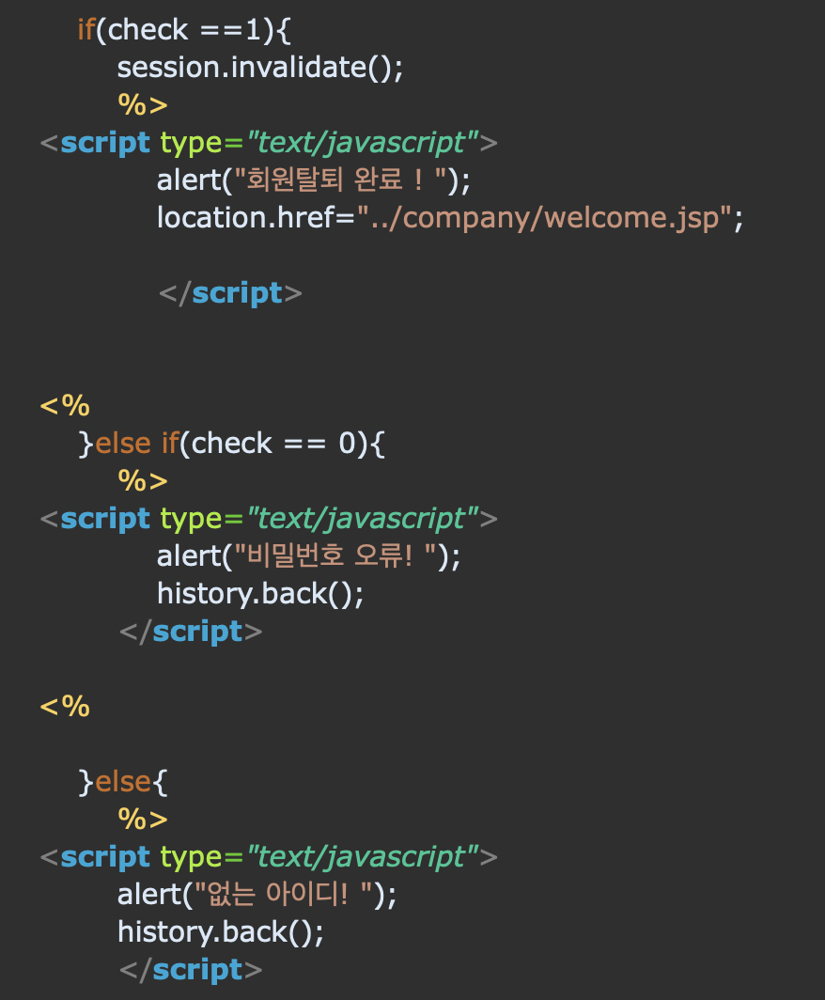 if(check ==1){
session.invalidate();
%>
<script type="text/javascript">
alert("회원탈퇴 완료 ! ");
location.href="../company/welcome.jsp";
</script>
<%
}else if(check == 0){
%>
<script type="text/javascript">
alert("비밀번호 오류! ");
history.back();
</script>
<%
}else{
%>
<script type="text/javascript">
alert("없는 아이디! ");
history.back();
</script>